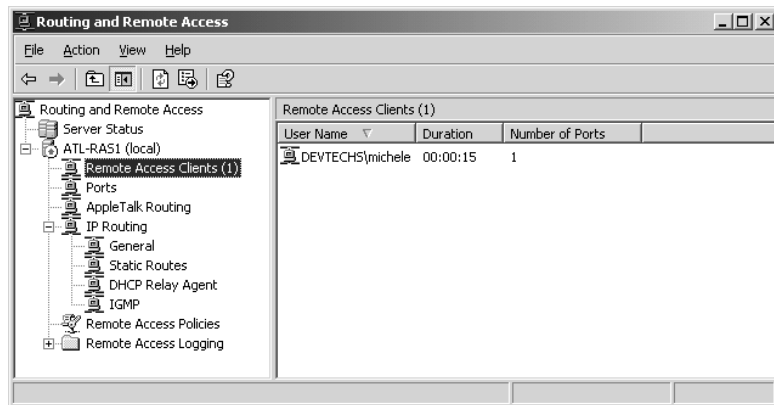 Routing and Remote Access
File Action View Help
Routing and Remote Access
Server Status
ATL-RAS1 (local)
Remote Access Clients (1)
Ports
AppleTalk Routing
IP Routing
General
Static Routes
DHCP Relay Agent
IGMP
Remote Access Policies
Remote Access Logging
Remote Access Clients (1)
User Name Duration Number of Ports
DEVTECHS\michele 00:00:15 1